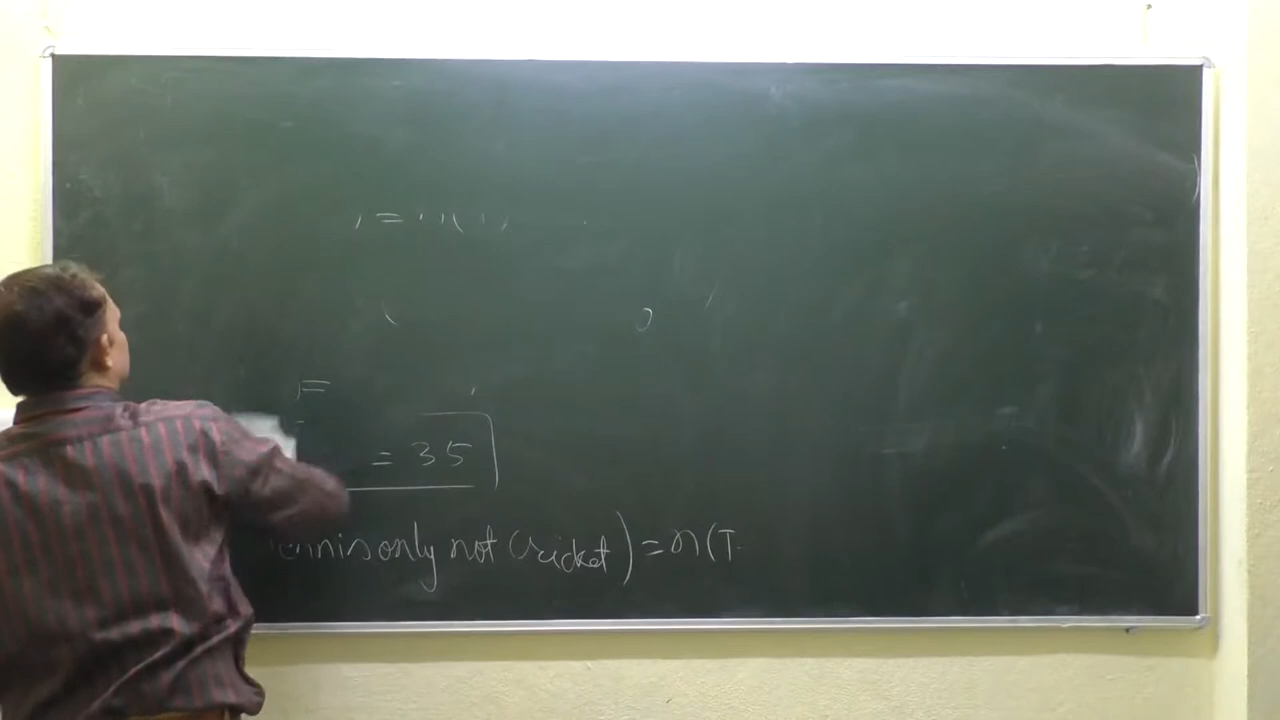 =
=
= 35
ennis only not Cricket) = n(T-